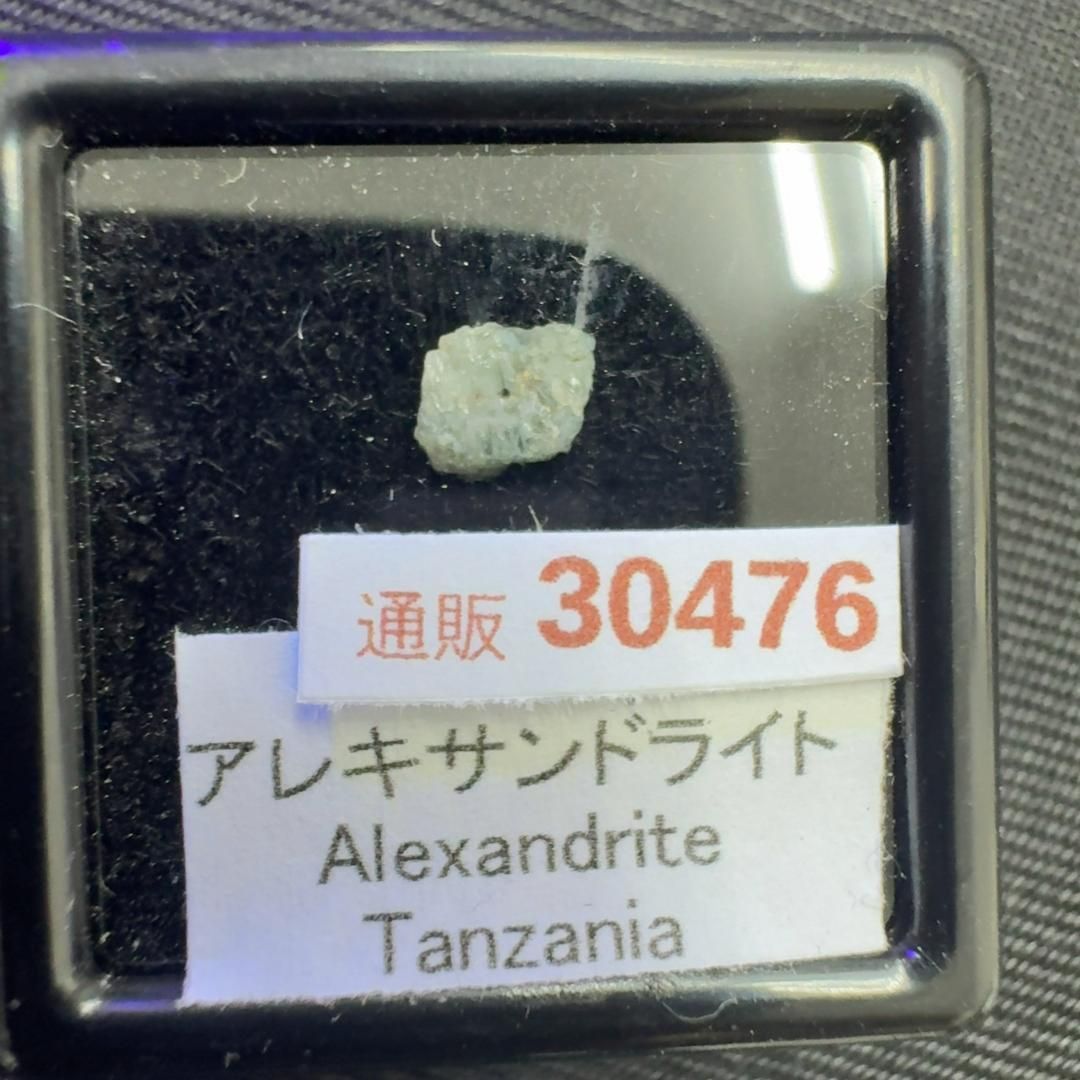 通販 30476
アレキサンドライト
Alexandrite
Tanzania